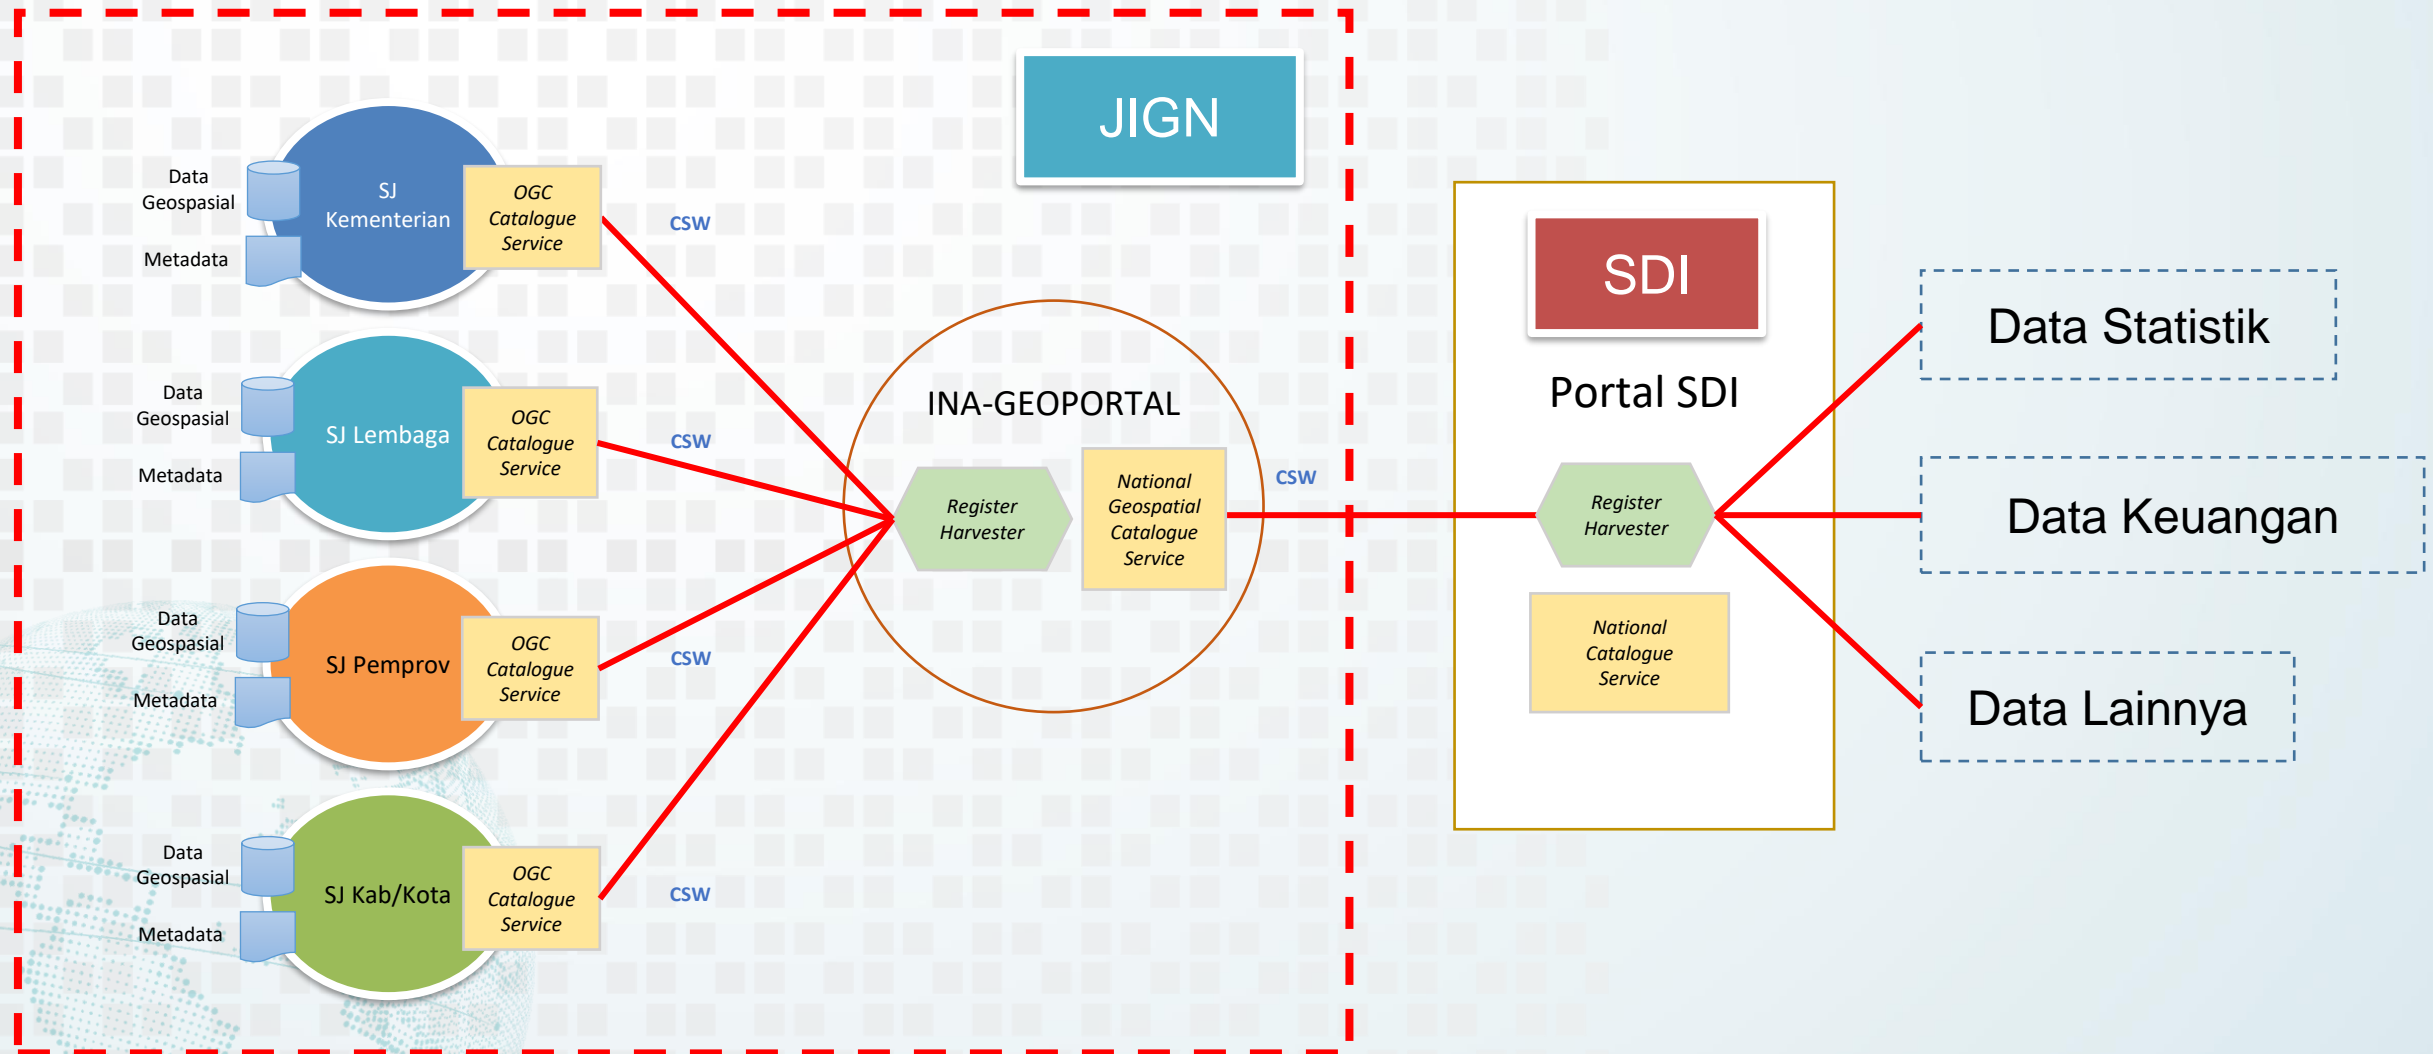 JIGN
Data
Geospasial
Metadata
SJ
Kementerian
OGC
Catalogue
Service
CSW
Data
Geospasial
Metadata
SJ Lembaga
OGC
Catalogue
Service
CSW
Data
Geospasial
Metadata
SJ Pemprov
OGC
Catalogue
Service
CSW
Data
Geospasial
Metadata
SJ Kab/Kota
OGC
Catalogue
Service
CSW
INA-GEOPORTAL
Register
Harvester
National
Geospatial
Catalogue
Service
CSW
SDI
Portal SDI
Register
Harvester
National
Catalogue
Service
Data Statistik
Data Keuangan
Data Lainnya